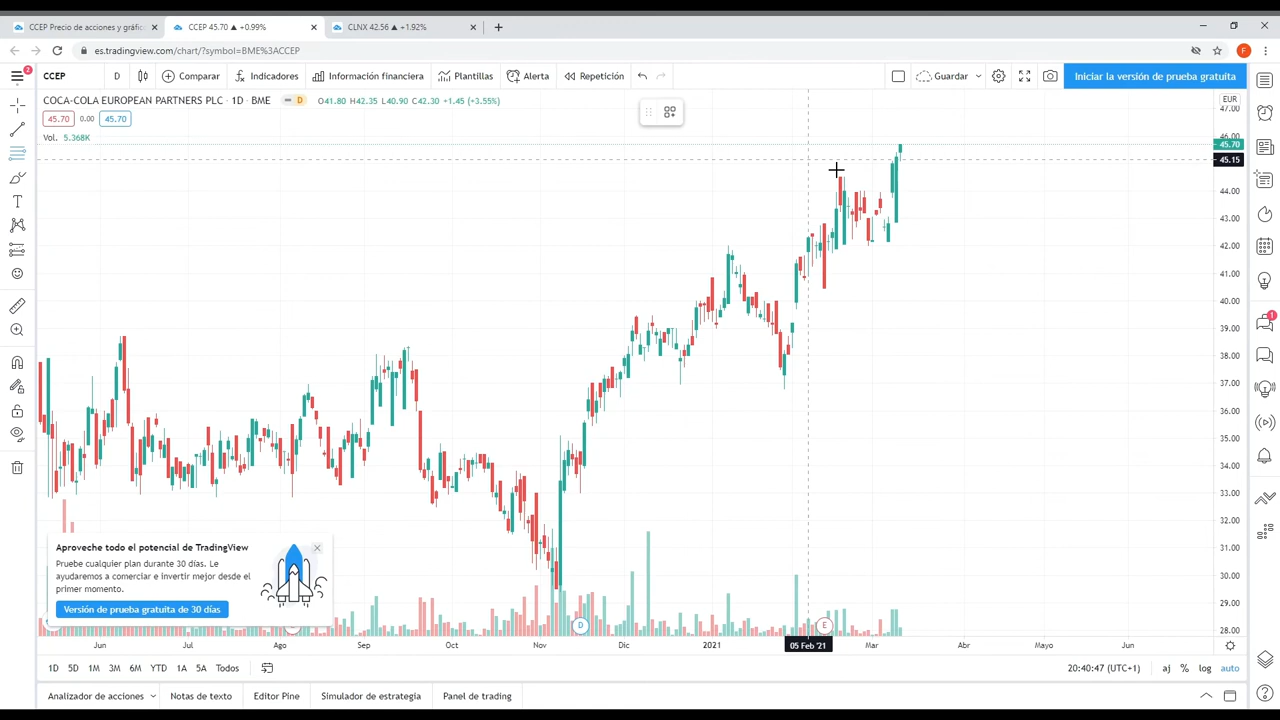 CCEP Precio de acciones y gráfic
CCEP 45.70 ▲ +0.99%
CLNX 42.56 ▲ +1.92%
es.tradingview.com/chart/?symbol=BME%3ACCEP
F
2
CCEP
D
Comparar
Indicadores
Información financiera
Plantillas
Alerta
Repetición
Guardar
Iniciar la versión de prueba gratuita
COCA-COLA EUROPEAN PARTNERS PLC · 1D · BME
D
O41.80 H42.35 L40.90 C42.30 +1.45 (+3.55%)
45.70
0.00
45.70
Vol. 5.368K
EUR
47.00
46.00
45.70
45.15
44.00
43.00
42.00
41.00
40.00
39.00
38.00
37.00
36.00
35.00
34.00
33.00
32.00
31.00
30.00
29.00
28.00
1
Aproveche todo el potencial de TradingView
Pruebe cualquier plan durante 30 días. Le
ayudaremos a comerciar e invertir mejor desde el
primer momento.
Versión de prueba gratuita de 30 días
D
E
Jun
Jul
Ago
Sep
Oct
Nov
Dic
2021
05 Feb '21
Mar
Abr
Mayo
Jun
1D 5D 1M 3M 6M YTD 1A 5A Todos
20:40:47 (UTC+1)
aj % log auto
Analizador de acciones
Notas de texto
Editor Pine
Simulador de estrategia
Panel de trading